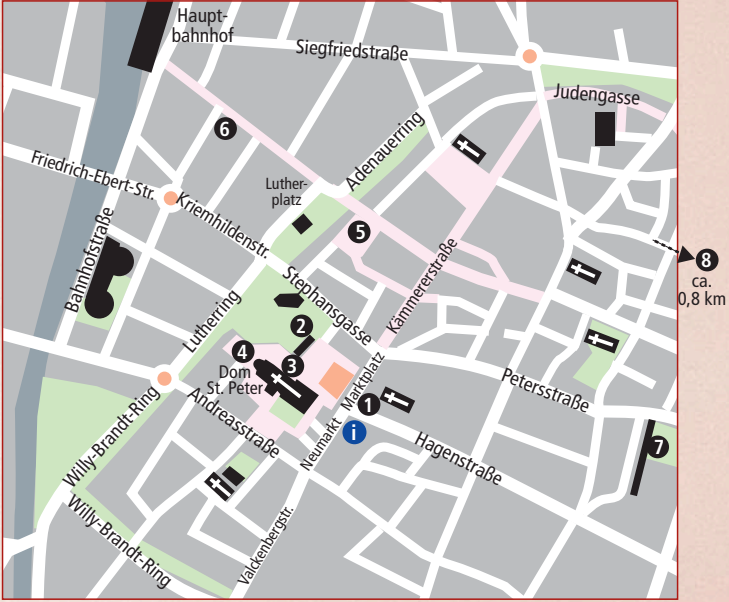 Haupt-
bahnhof
Siegfriedstraße
Judengasse
6
Adenauerring
Friedrich-Ebert-Str.
Luther-
platz
Kriemhildenstr.
5
8
ca.
0,8 km
Bahnhofstraße
Kämmererstraße
Stephansgasse
Lutherring
2
4
3
Dom
St. Peter
Marktplatz
1
Petersstraße
Andreasstraße
Neumarkt
i
Hagenstraße
7
Willy-Brandt-Ring
Willy-Brandt-Ring
Valckenbergstr.